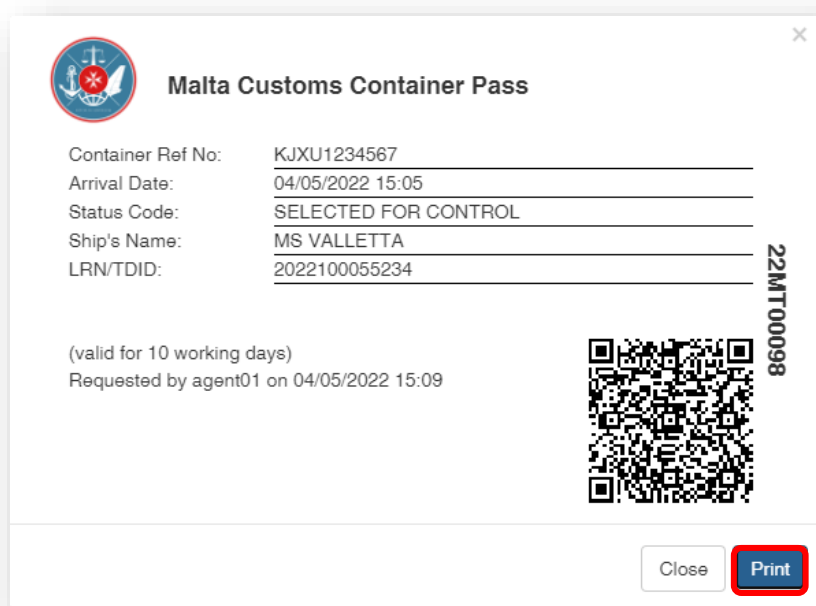 ×
Malta Customs Container Pass
Container Ref No: KJXU1234567
Arrival Date: 04/05/2022 15:05
Status Code: SELECTED FOR CONTROL
Ship's Name: MS VALLETTA
LRN/TDID: 2022100055234
22MT00098
(valid for 10 working days)
Requested by agent01 on 04/05/2022 15:09
Close
Print